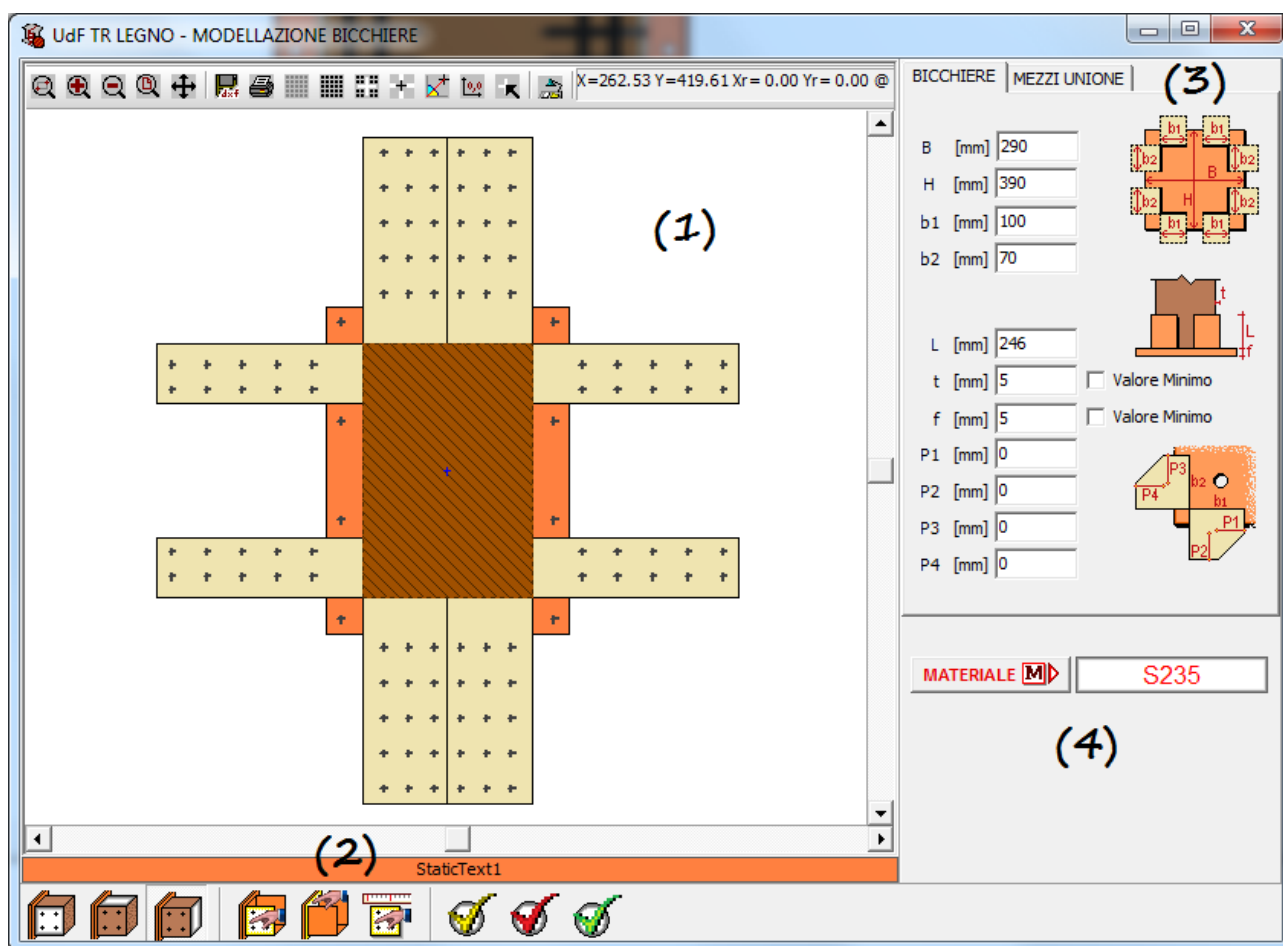 UdF TR LEGNO - MODELLAZIONE BICCHIERE
dxf
0,0
X=262.53 Y=419.61 Xr= 0.00 Yr= 0.00 @
BICCHIERE
MEZZI UNIONE
(3)
(1)
B [mm] 290
H [mm] 390
b1 [mm] 100
b2 [mm] 70
b1 b1
b2 b2
B
H
b2 b2
b1 b1
L [mm] 246
t [mm] 5 Valore Minimo
f [mm] 5 Valore Minimo
t
L
f
P1 [mm] 0
P2 [mm] 0
P3 [mm] 0
P4 [mm] 0
P3
b2
P4
b1
P1
P2
MATERIALE M S235
(4)
(2)
StaticText1